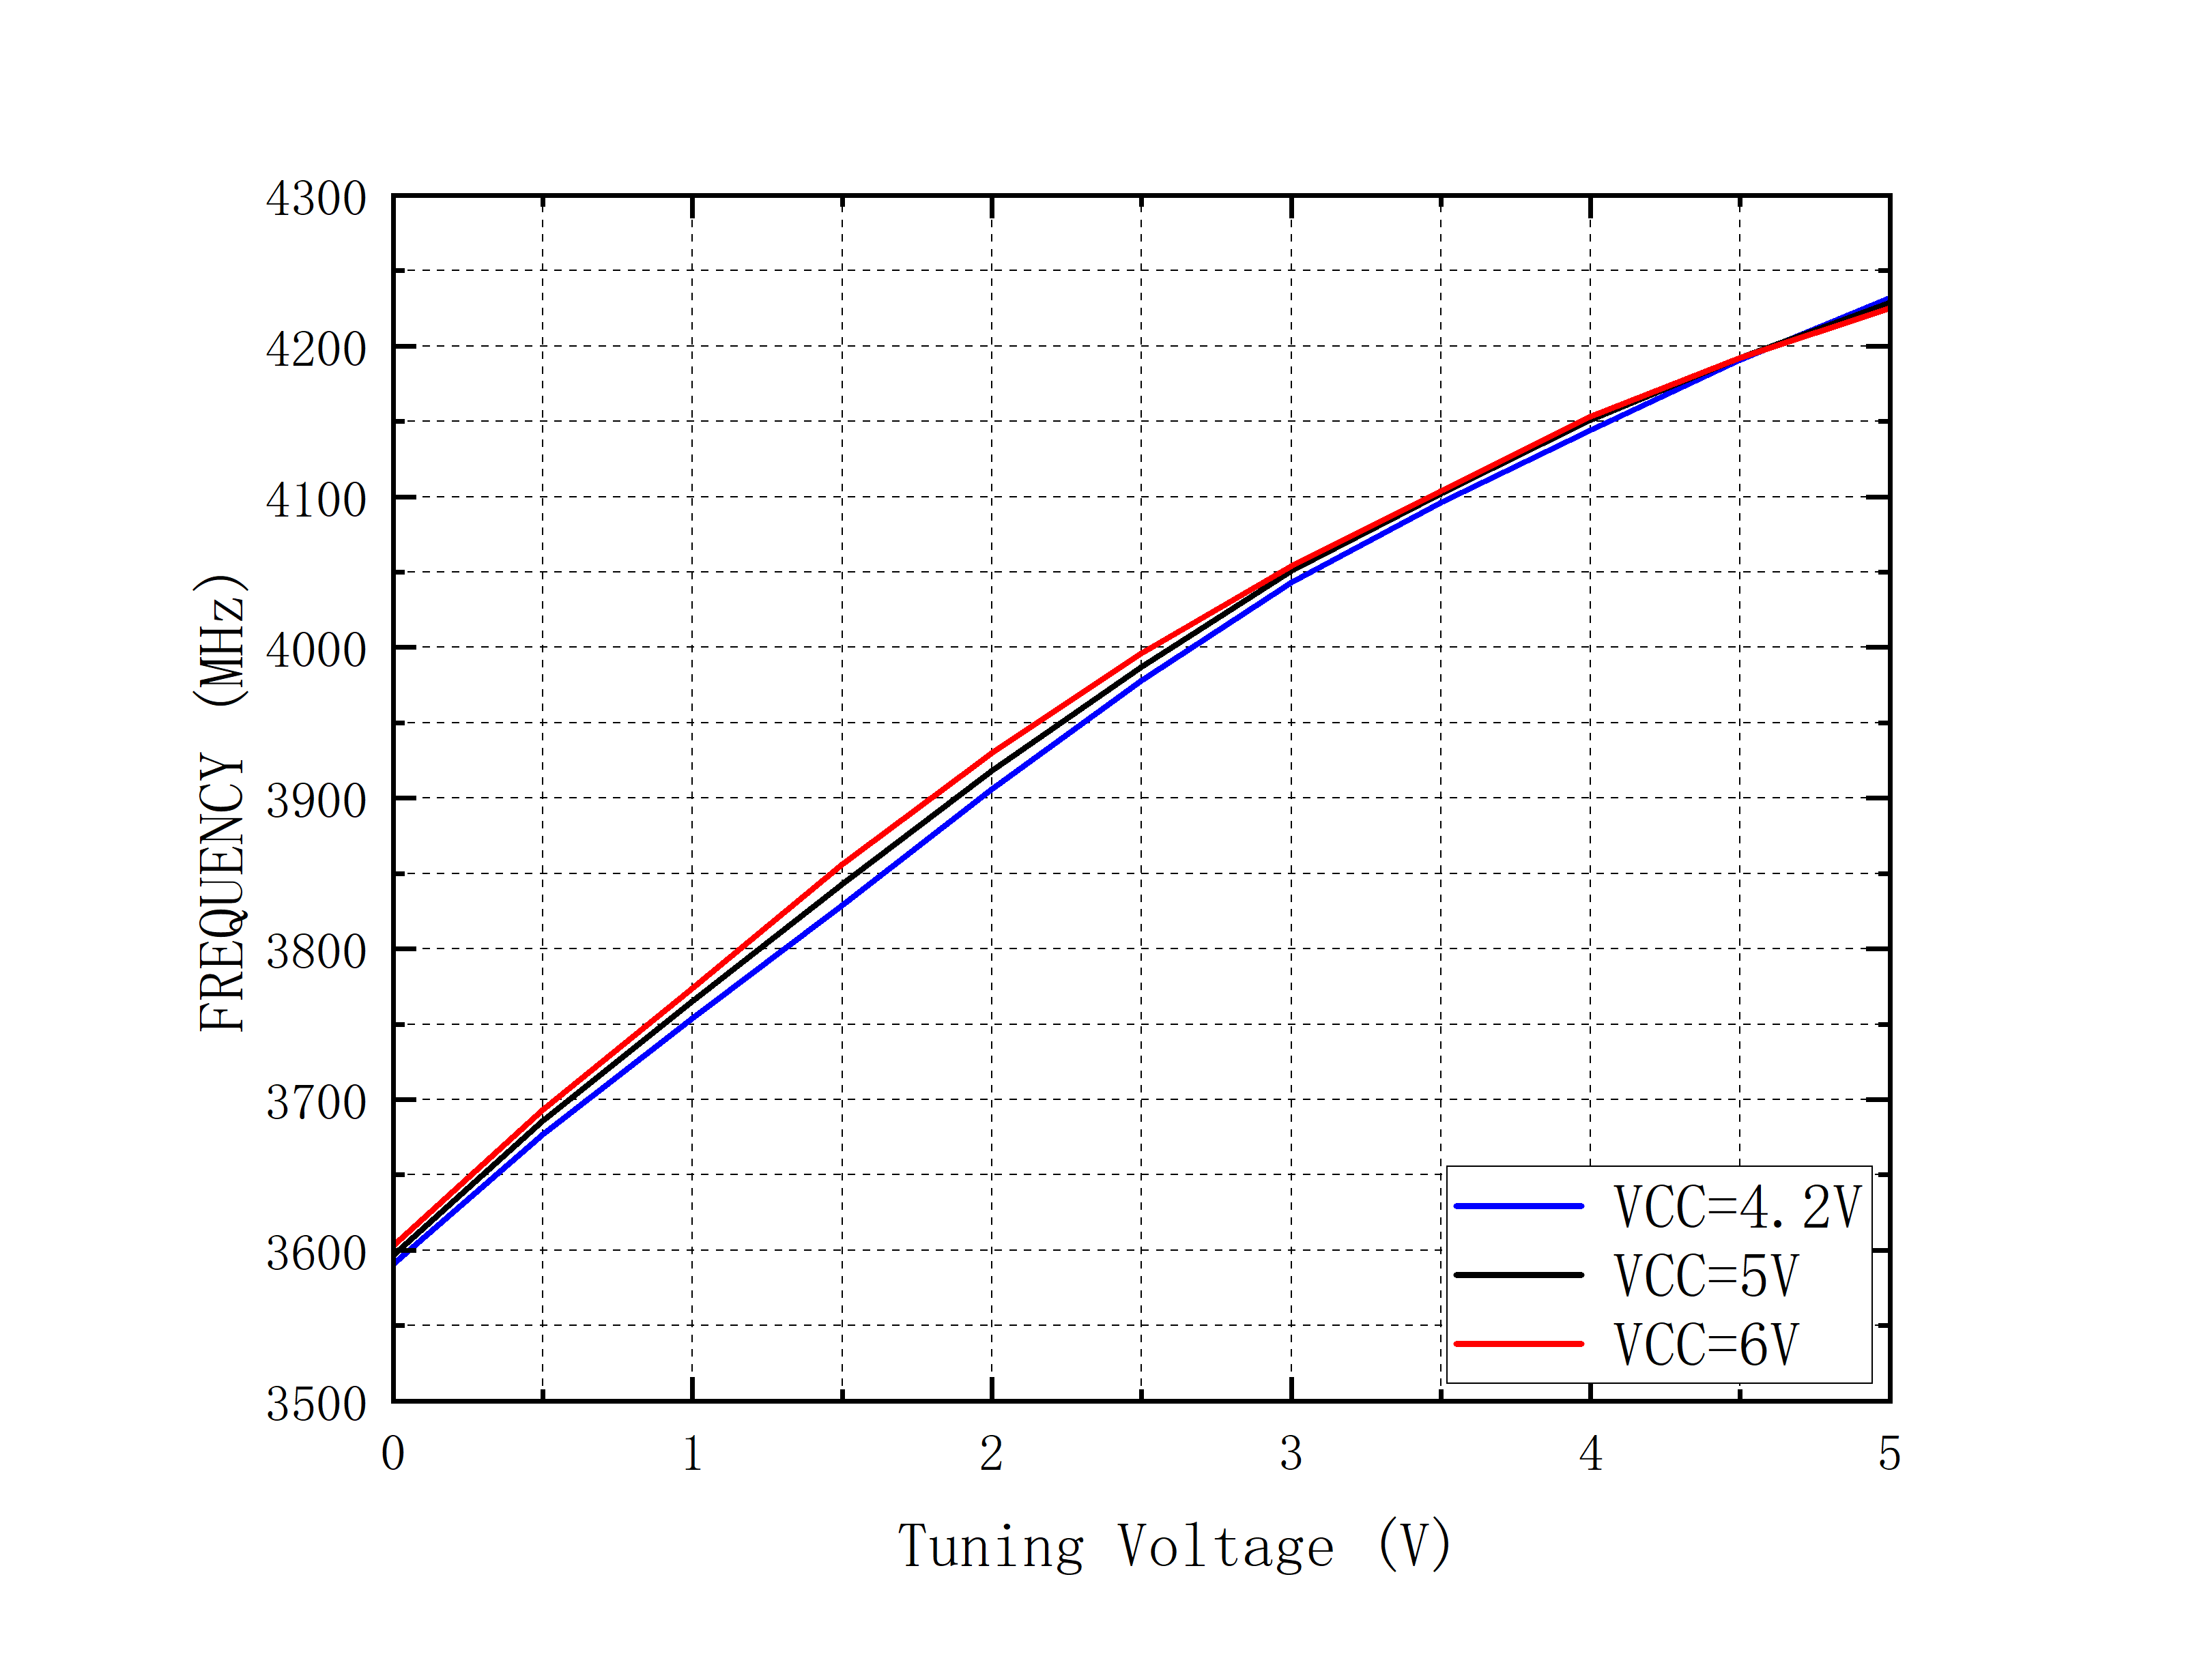 4300
4200
4100
4000
3900
3800
3700
3600
3500
FREQUENCY (MHz)
0 1 2 3 4 5
Tuning Voltage (V)
VCC=4.2V
VCC=5V
VCC=6V